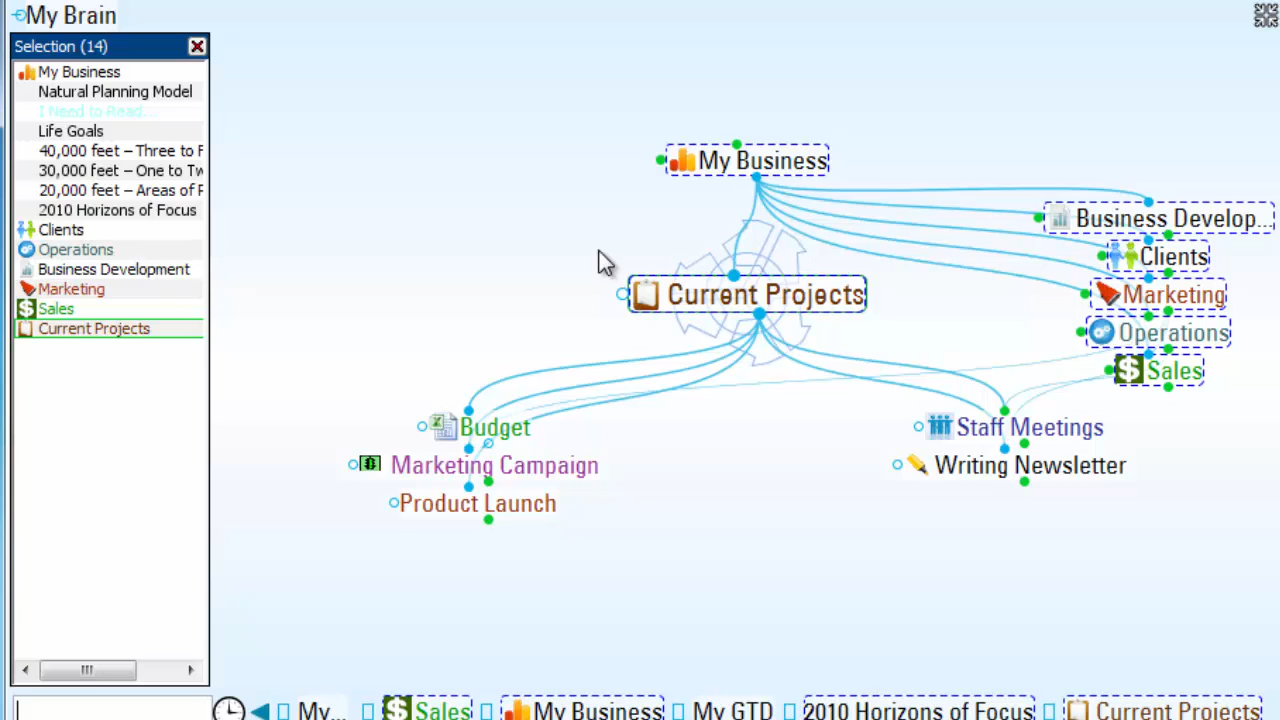 My Brain
Selection (14)
My Business
Natural Planning Model
I Need to Read...
Life Goals
40,000 feet – Three to F
30,000 feet – One to Tw
20,000 feet – Areas of F
2010 Horizons of Focus
Clients
Operations
Business Development
Marketing
Sales
Current Projects
My Business
Business Develop...
Clients
Current Projects
Marketing
Operations
Sales
Budget
Staff Meetings
Marketing Campaign
Writing Newsletter
Product Launch
My... Sales My Business My GTD 2010 Horizons of Focus Current Projects